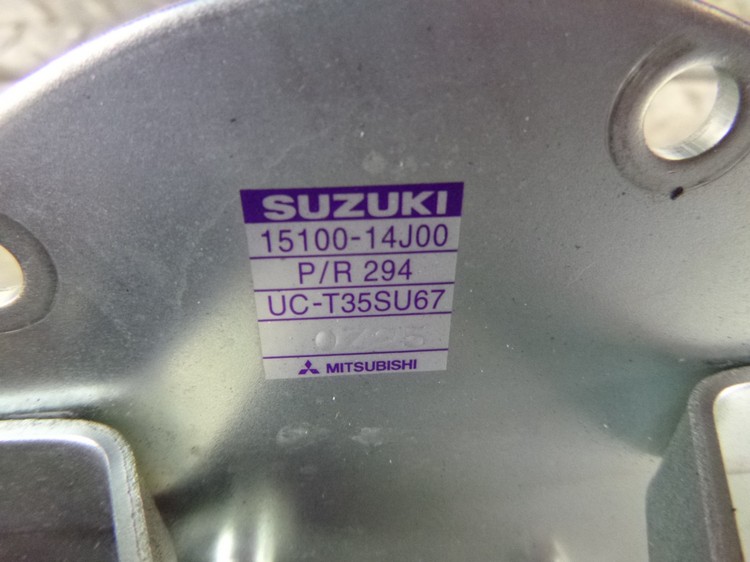 SUZUKI
15100-14J00
P/R 294
UC-T35SU67
MITSUBISHI